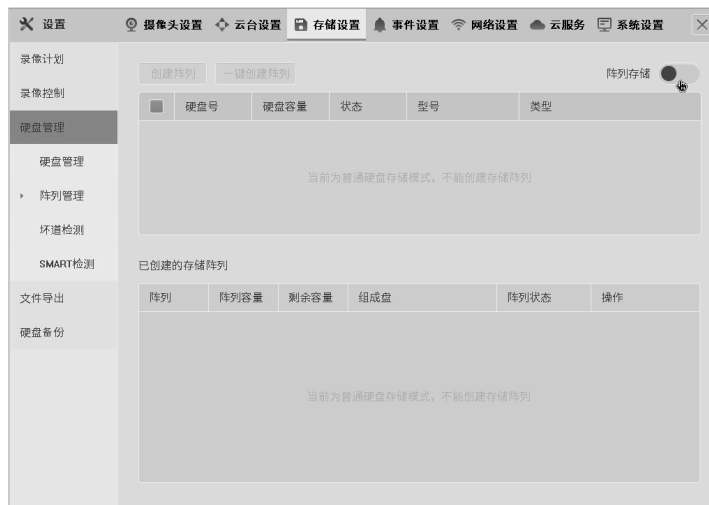 设置 摄像头设置 云台设置 存储设置 事件设置 网络设置 云服务 系统设置
录像计划
录像控制
硬盘管理
硬盘管理
阵列管理
坏道检测
SMART检测
文件导出
硬盘备份
创建阵列 一键创建阵列 阵列存储
硬盘号 硬盘容量 状态 型号 类型
当前为普通硬盘存储模式，不能创建存储阵列
已创建的存储阵列
阵列 阵列容量 剩余容量 组成盘 阵列状态 操作
当前为普通硬盘存储模式，不能创建存储阵列